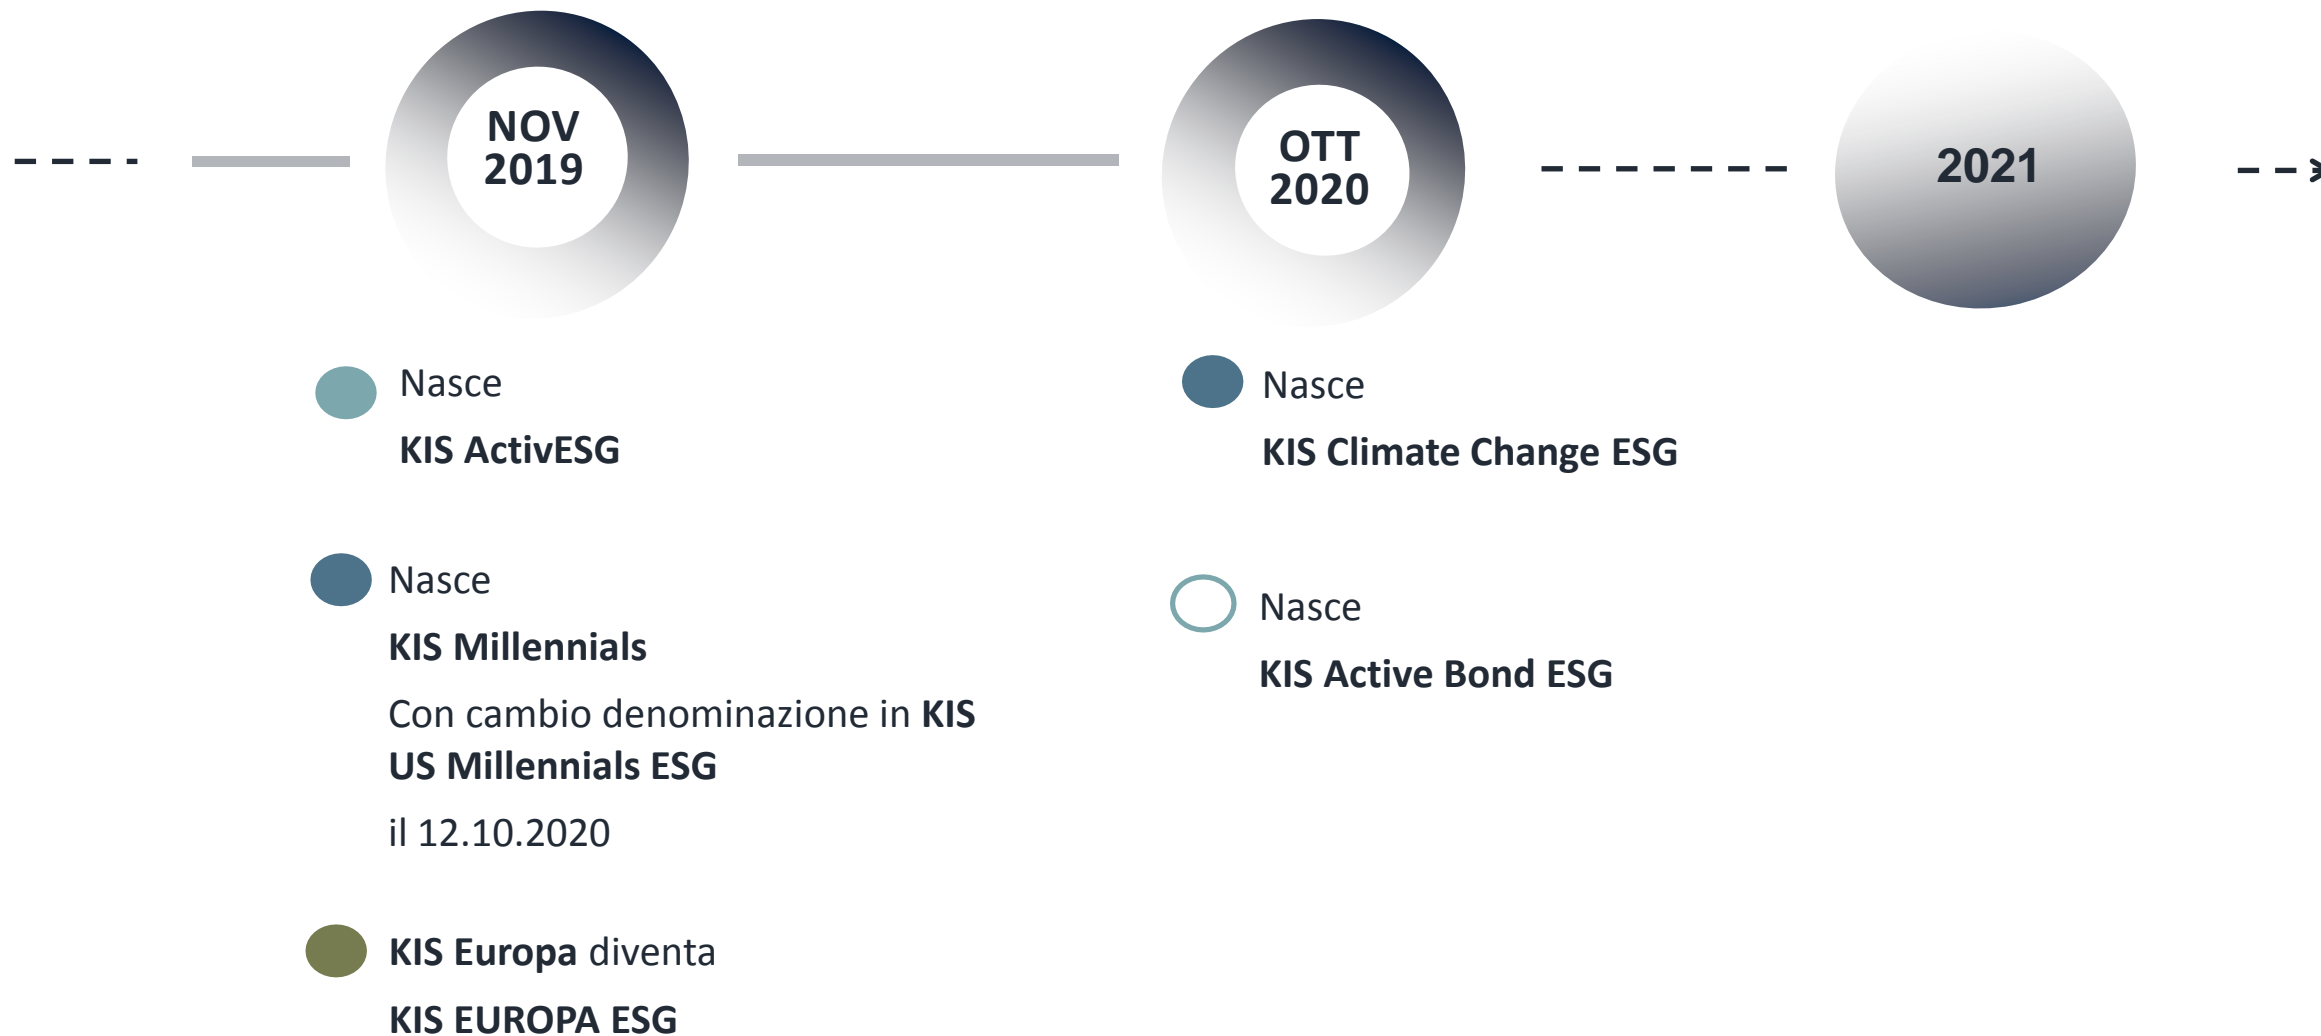 NOV
2019
OTT
2020
2021
Nasce
KIS ActivESG
Nasce
KIS Millennials
Con cambio denominazione in KIS
US Millennials ESG
il 12.10.2020
KIS Europa diventa
KIS EUROPA ESG
Nasce
KIS Climate Change ESG
Nasce
KIS Active Bond ESG